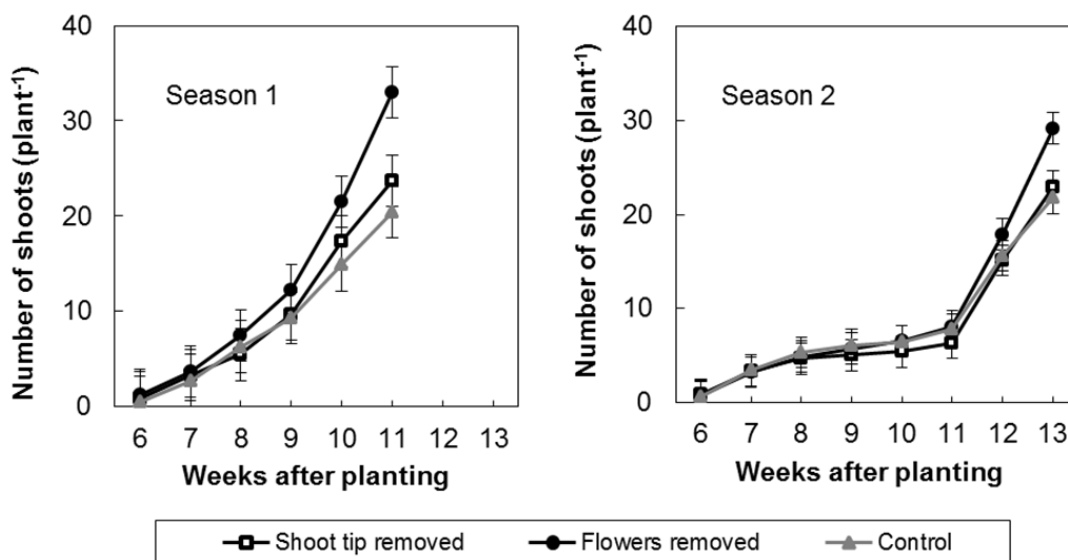 Number of shoots (plant⁻¹)
40
30
20
10
0
Season 1
6 7 8 9 10 11 12 13
Weeks after planting
Number of shoots (plant⁻¹)
40
30
20
10
0
Season 2
6 7 8 9 10 11 12 13
Weeks after planting
Shoot tip removed Flowers removed Control